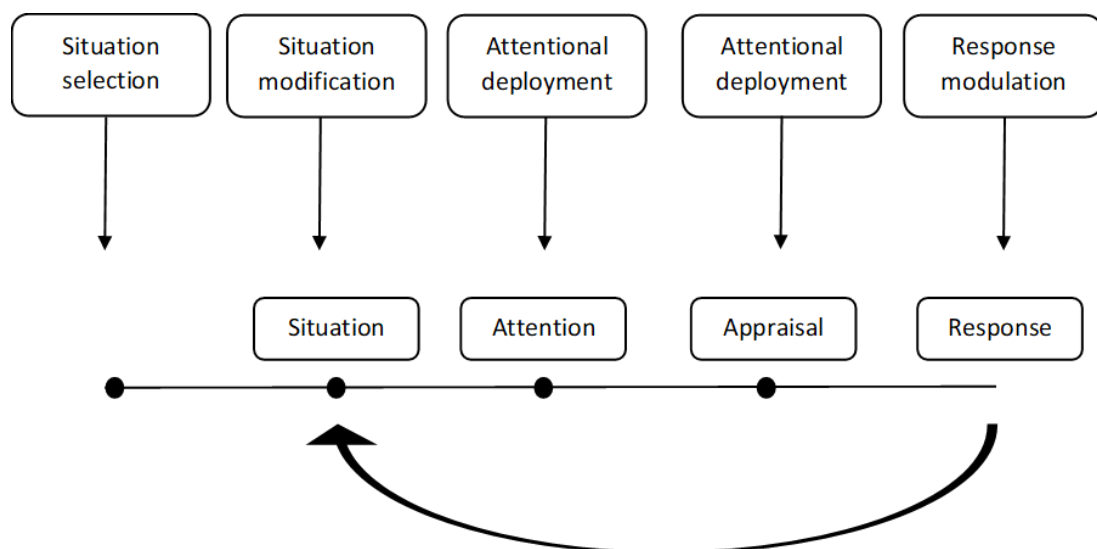 Situation
selection
Situation
modification
Attentional
deployment
Attentional
deployment
Response
modulation
Situation
Attention
Appraisal
Response